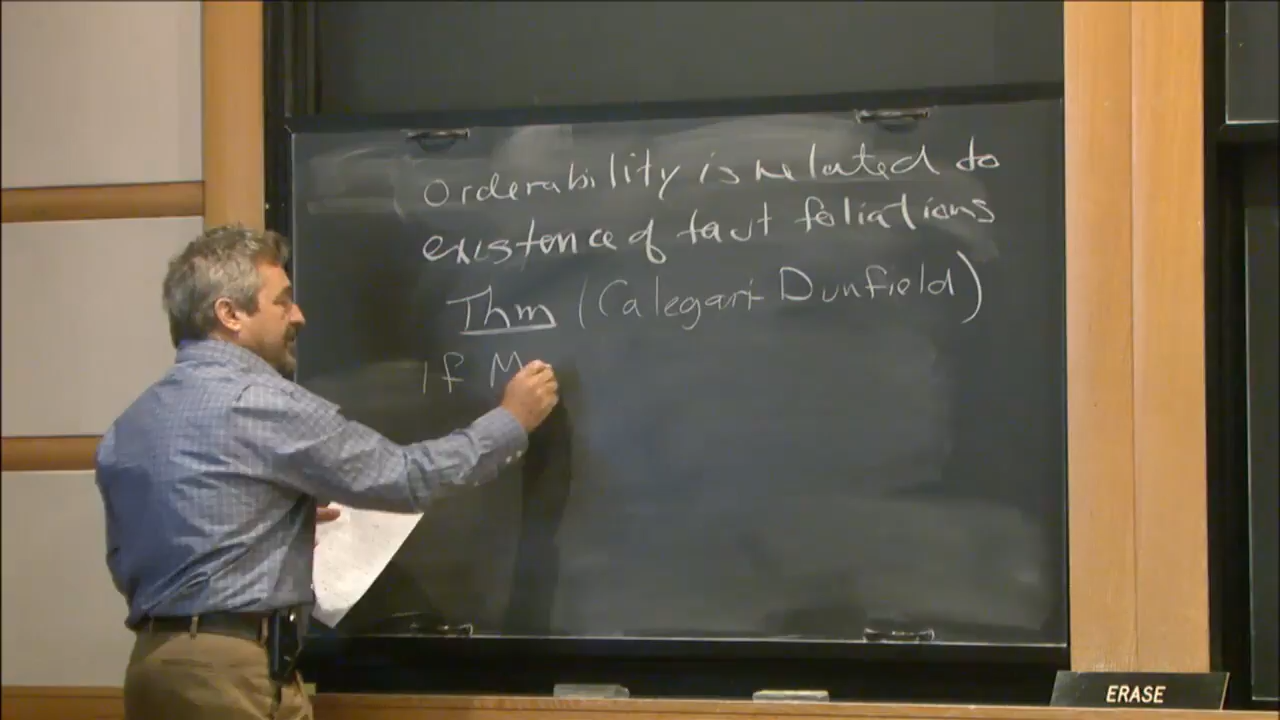 Orderability is related to
existence of taut foliations
Thm (Calegari-Dunfield)
If M
ERASE